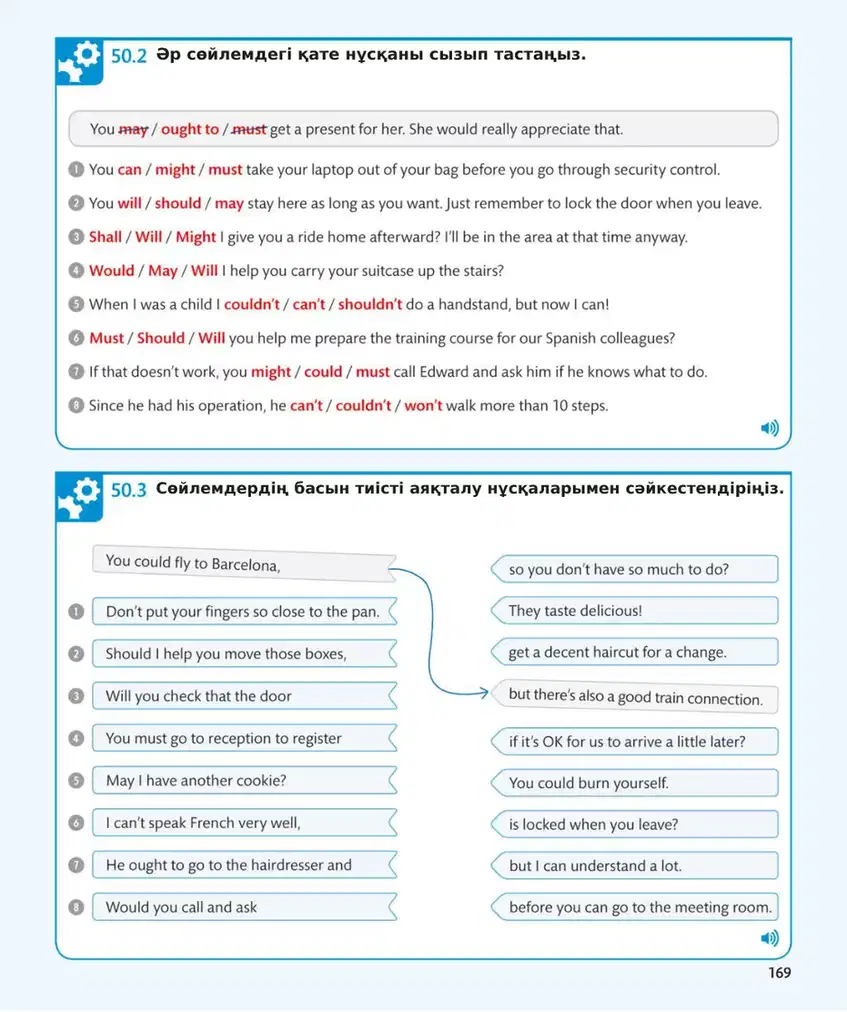 50.2 Әр сөйлемдегі қате нұсқаны сызып тастаңыз.
You may / ought to / must get a present for her. She would really appreciate that.
1 You can / might / must take your laptop out of your bag before you go through security control.
2 You will / should / may stay here as long as you want. Just remember to lock the door when you leave.
3 Shall / Will / Might I give you a ride home afterward? I'll be in the area at that time anyway.
4 Would / May / Will I help you carry your suitcase up the stairs?
5 When I was a child I couldn't / can't / shouldn't do a handstand, but now I can!
6 Must / Should / Will you help me prepare the training course for our Spanish colleagues?
7 If that doesn't work, you might / could / must call Edward and ask him if he knows what to do.
8 Since he had his operation, he can't / couldn't / won't walk more than 10 steps.
50.3 Сөйлемдердің басын тиісті аяқталу нұсқаларымен сәйкестендіріңіз.
You could fly to Barcelona,
1 Don't put your fingers so close to the pan.
2 Should I help you move those boxes,
3 Will you check that the door
4 You must go to reception to register
5 May I have another cookie?
6 I can't speak French very well,
7 He ought to go to the hairdresser and
8 Would you call and ask
so you don't have so much to do?
They taste delicious!
get a decent haircut for a change.
but there's also a good train connection.
if it's OK for us to arrive a little later?
You could burn yourself.
is locked when you leave?
but I can understand a lot.
before you can go to the meeting room.
169